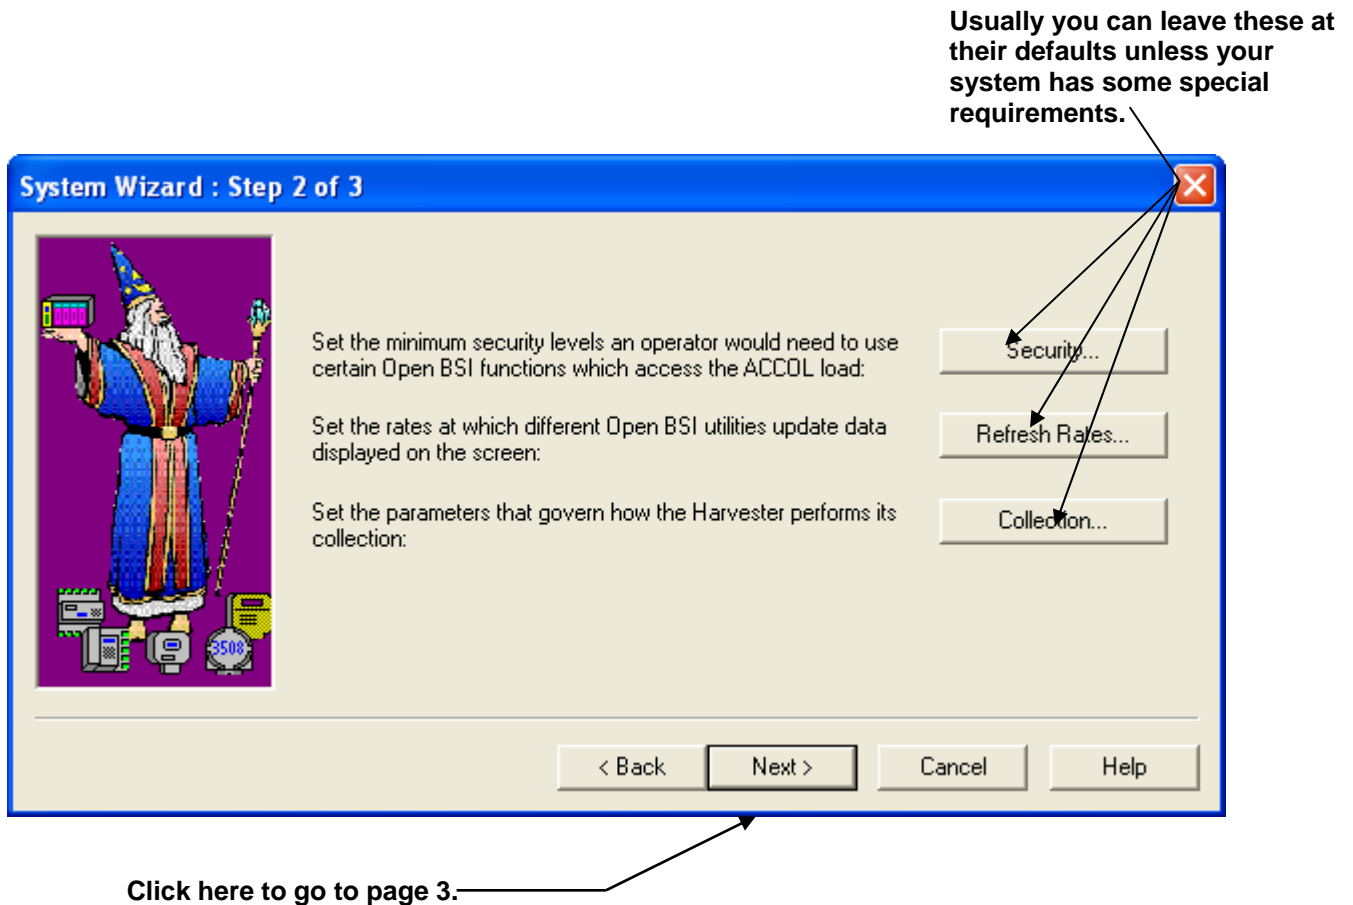 Usually you can leave these at
their defaults unless your
system has some special
requirements.
System Wizard : Step 2 of 3
Set the minimum security levels an operator would need to use
certain Open BSI functions which access the ACCOL load:
Security...
Set the rates at which different Open BSI utilities update data
displayed on the screen:
Refresh Rates...
Set the parameters that govern how the Harvester performs its
collection:
Collection...
3508
< Back
Next >
Cancel
Help
Click here to go to page 3.